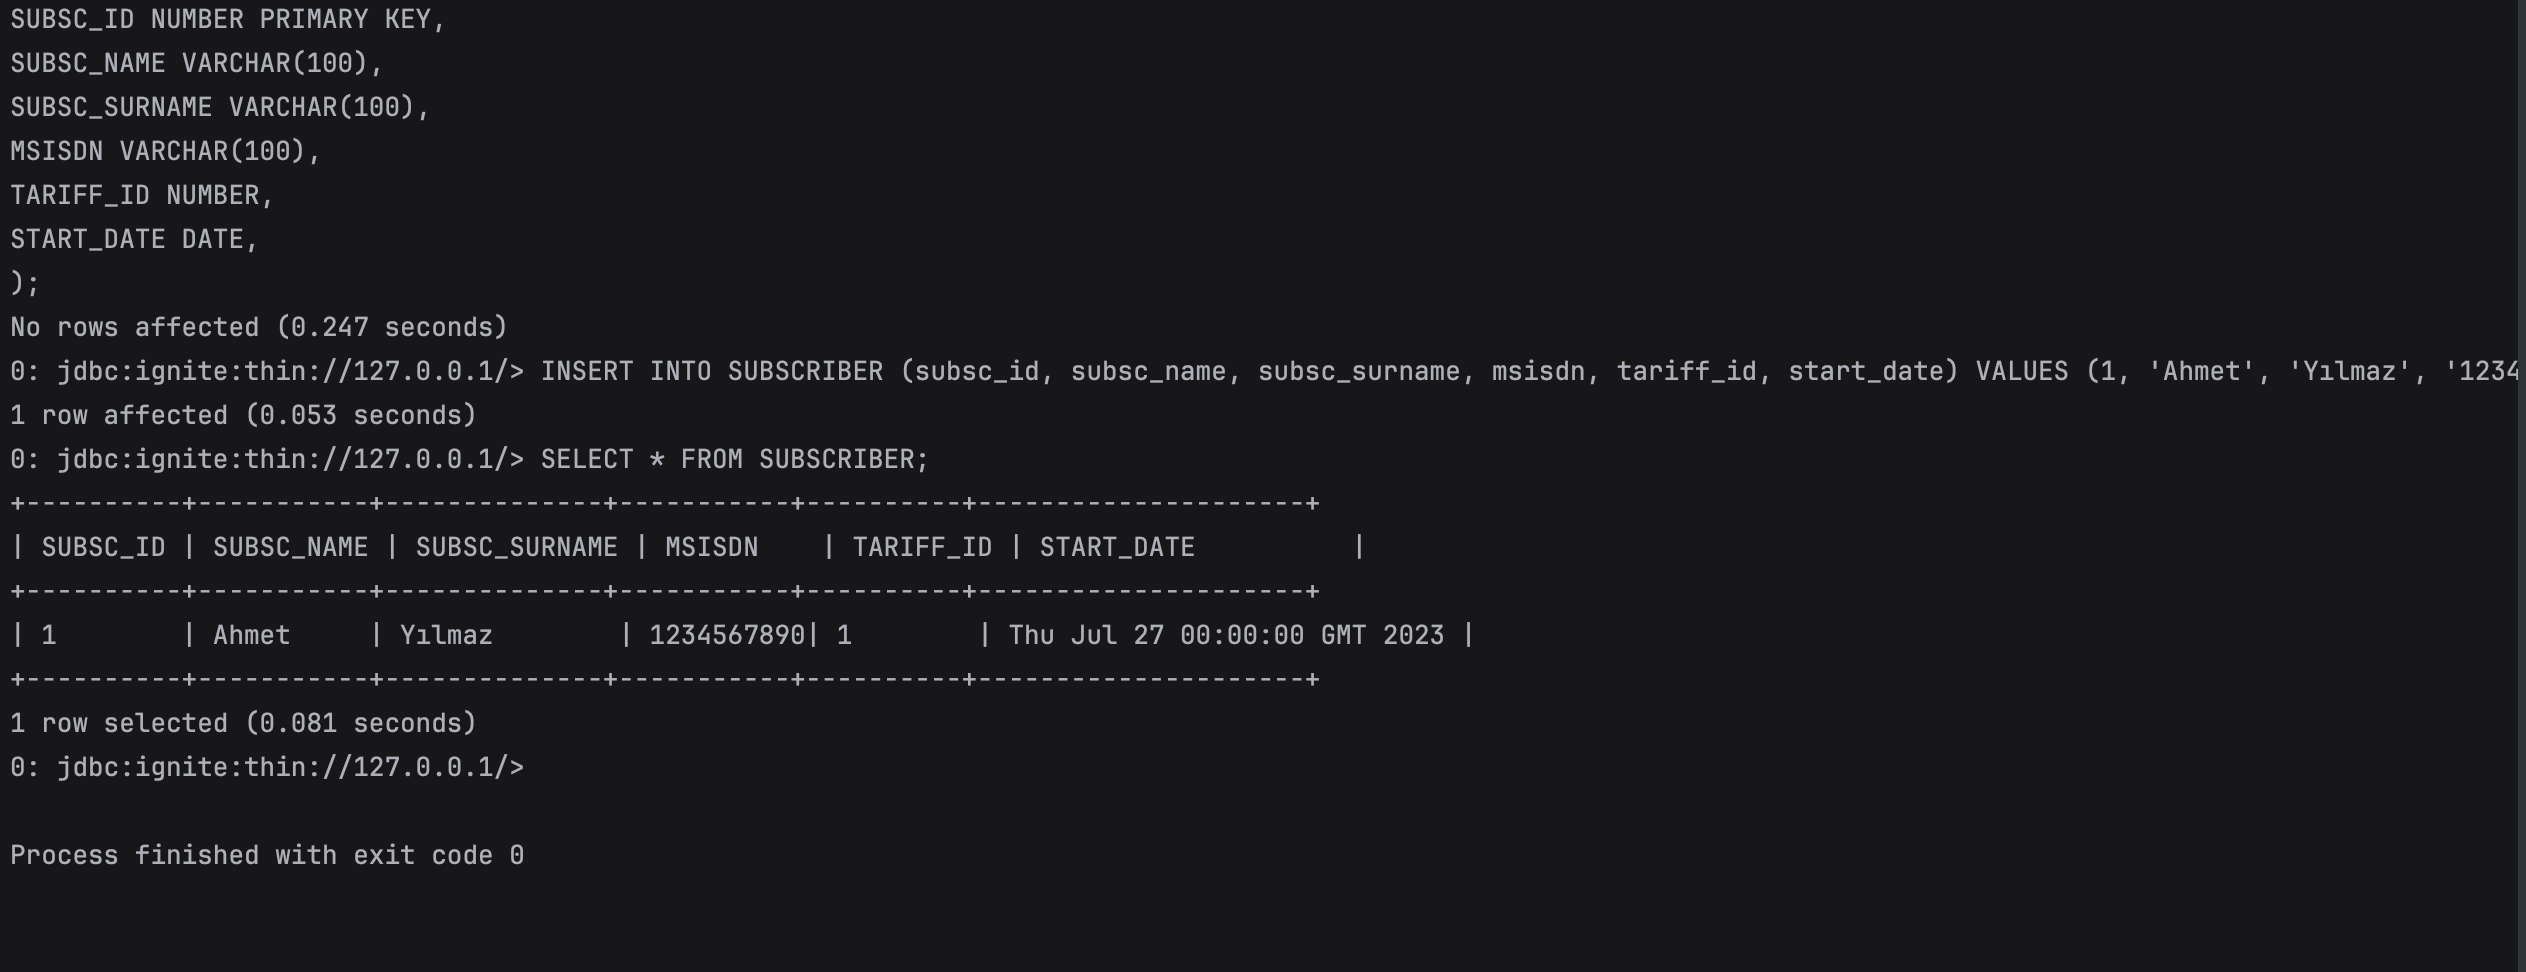 SUBSC_ID NUMBER PRIMARY KEY,
SUBSC_NAME VARCHAR(100),
SUBSC_SURNAME VARCHAR(100),
MSISDN VARCHAR(100),
TARIFF_ID NUMBER,
START_DATE DATE,
);
No rows affected (0.247 seconds)
0: jdbc:ignite:thin://127.0.0.1/> INSERT INTO SUBSCRIBER (subsc_id, subsc_name, subsc_surname, msisdn, tariff_id, start_date) VALUES (1, 'Ahmet', 'Yılmaz', '1234
1 row affected (0.053 seconds)
0: jdbc:ignite:thin://127.0.0.1/> SELECT * FROM SUBSCRIBER;
+----------+-----------+--------------+-----------+----------+---------------------+
| SUBSC_ID | SUBSC_NAME | SUBSC_SURNAME | MSISDN    | TARIFF_ID | START_DATE          |
+----------+-----------+--------------+-----------+----------+---------------------+
| 1        | Ahmet     | Yılmaz        | 1234567890| 1        | Thu Jul 27 00:00:00 GMT 2023 |
+----------+-----------+--------------+-----------+----------+---------------------+
1 row selected (0.081 seconds)
0: jdbc:ignite:thin://127.0.0.1/>
Process finished with exit code 0